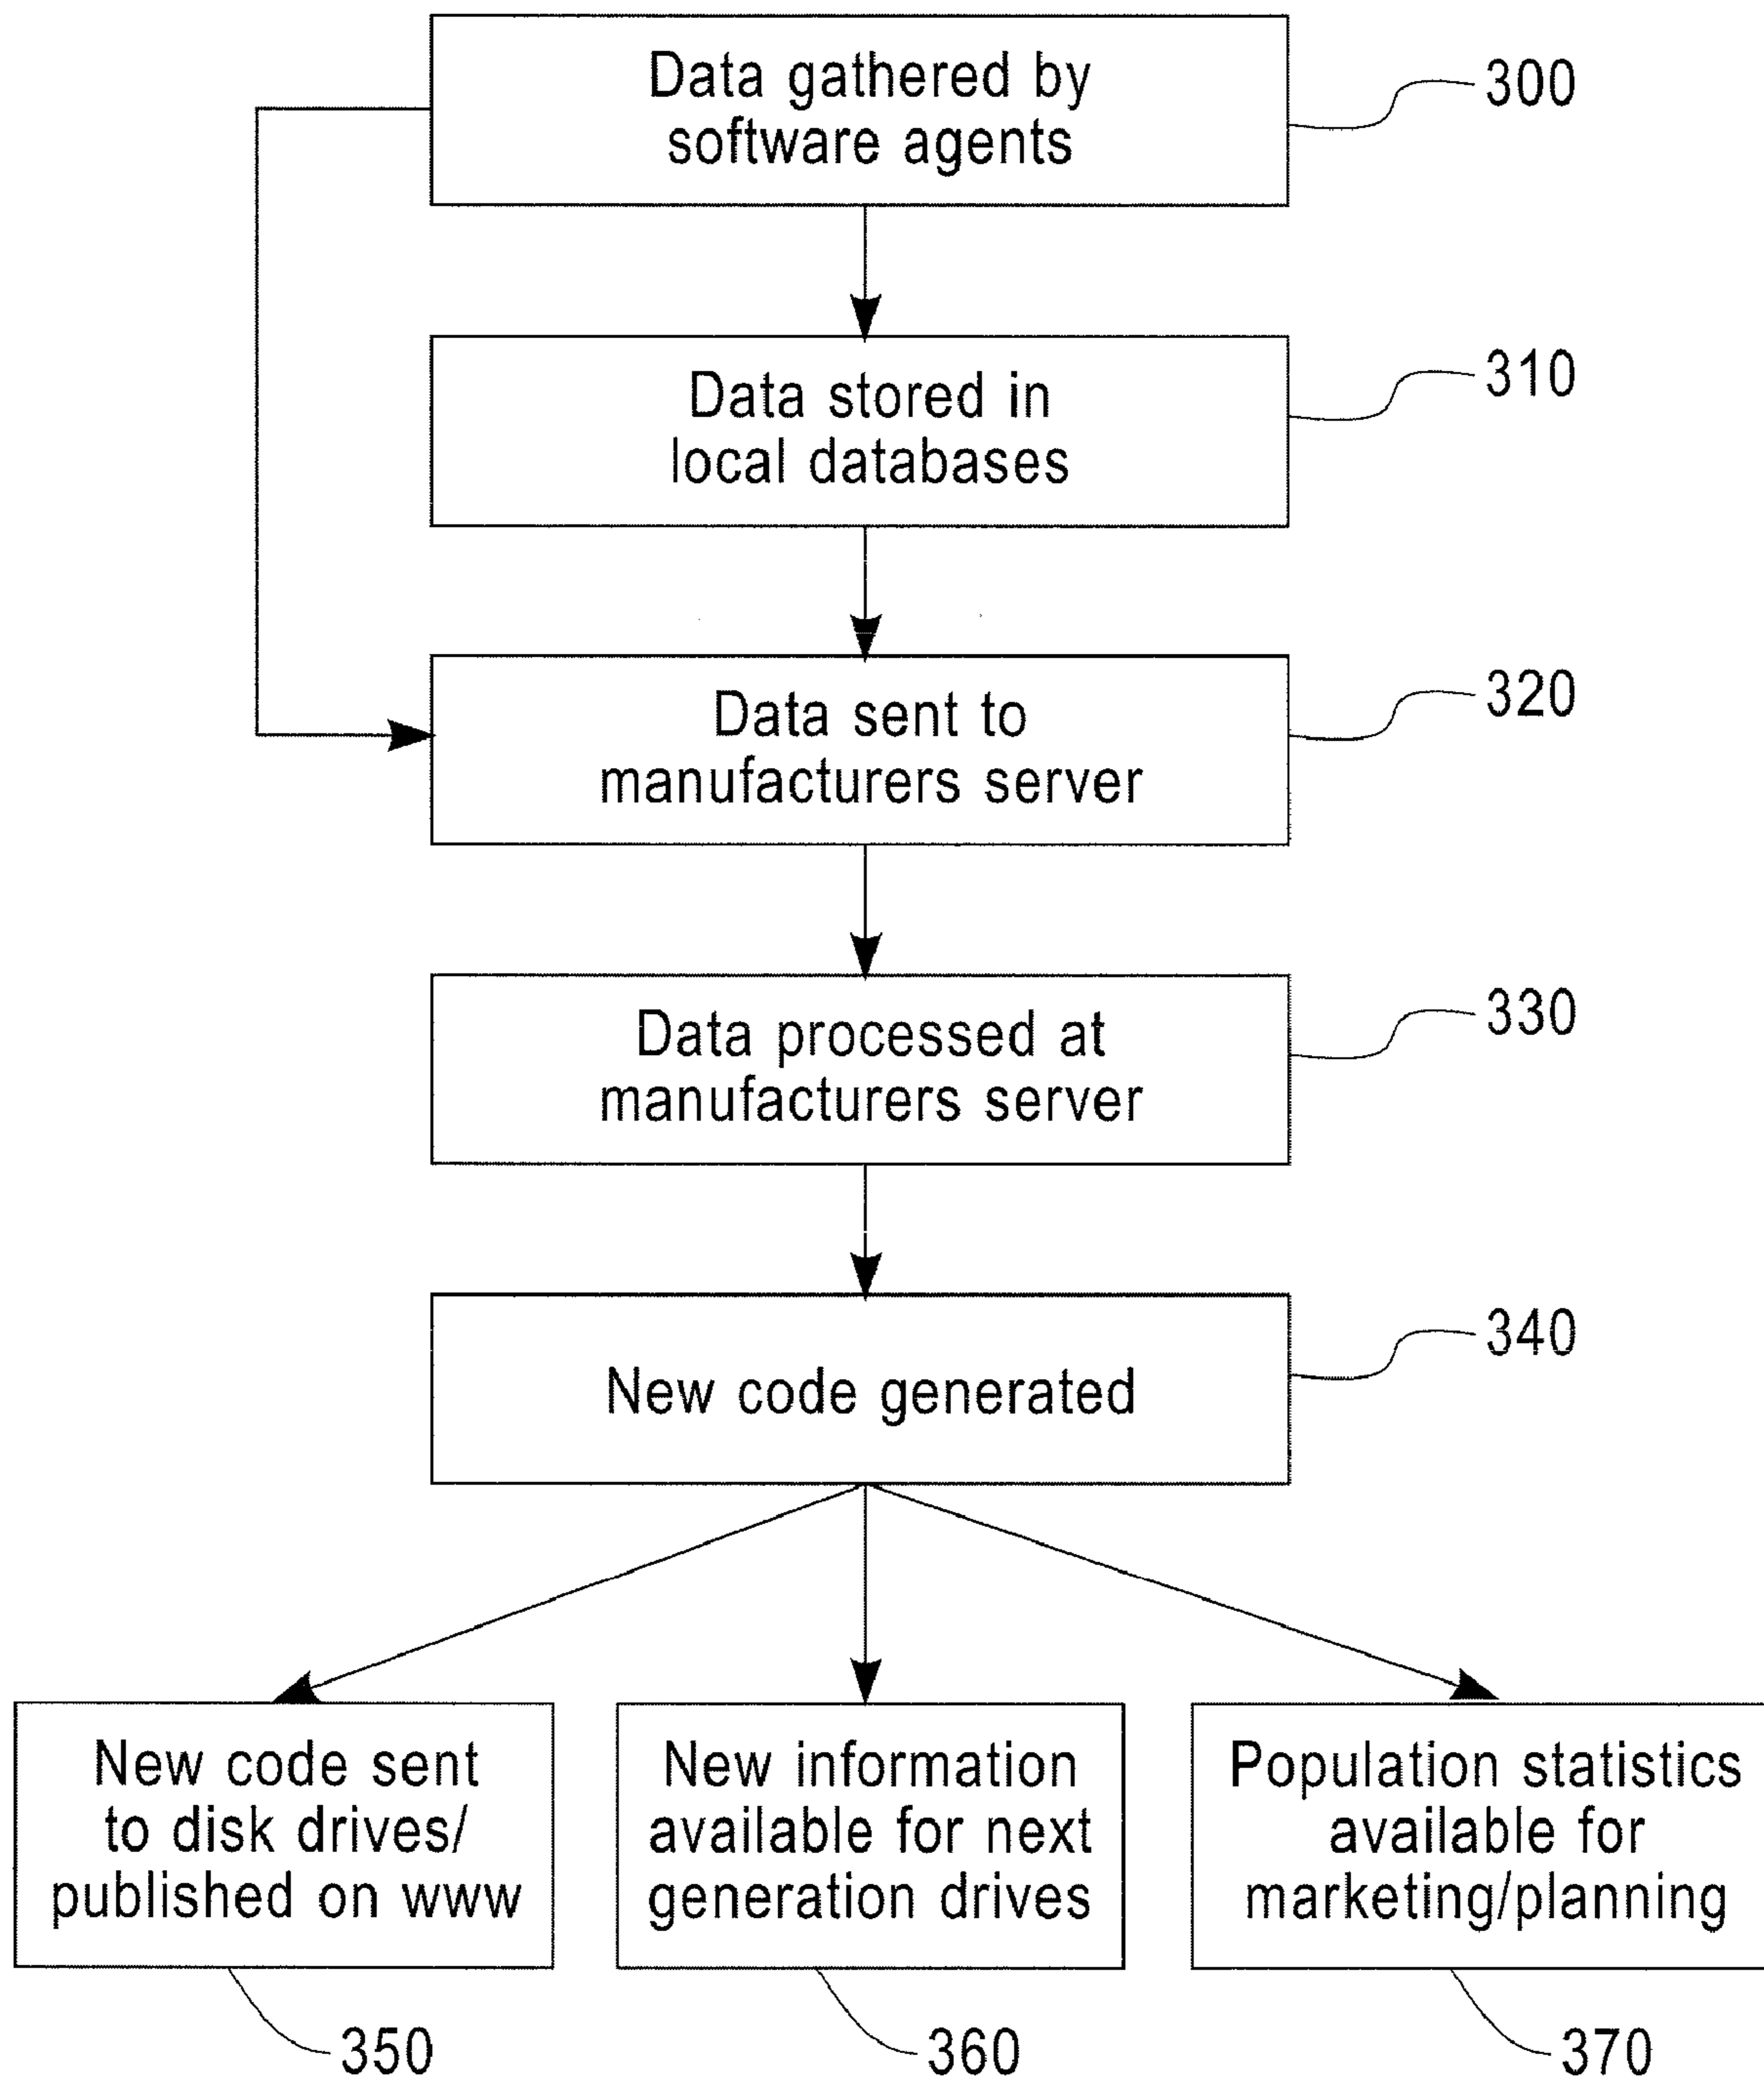 Data gathered by
software agents
300
Data stored in
local databases
310
Data sent to
manufacturers server
320
Data processed at
manufacturers server
330
New code generated
340
New code sent
to disk drives/
published on www
350
New information
available for next
generation drives
360
Population statistics
available for
marketing/planning
370